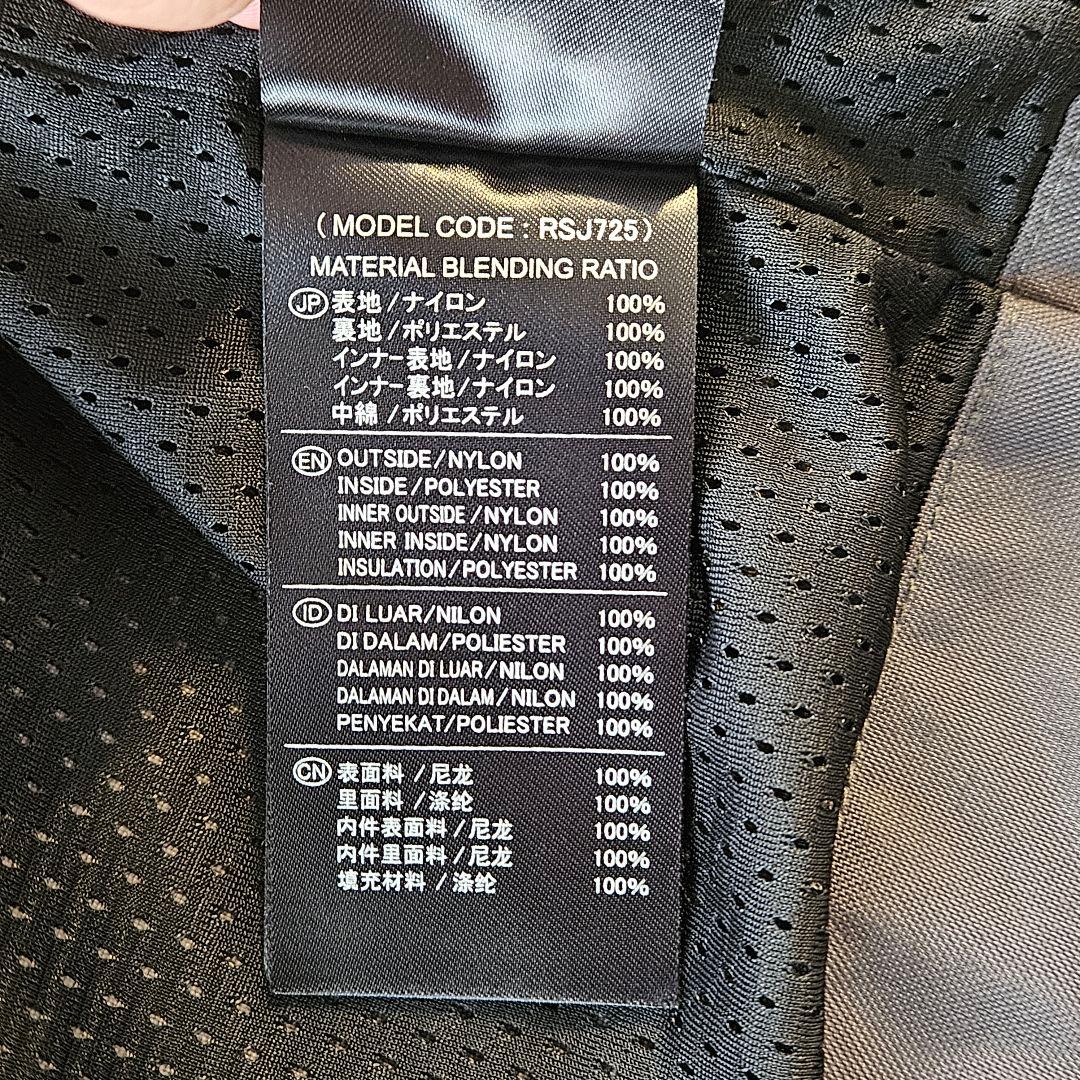 ( MODEL CODE : RSJ725 )
MATERIAL BLENDING RATIO
JP 表地/ナイロン 100%
裏地/ポリエステル 100%
インナー表地/ナイロン 100%
インナー裏地/ナイロン 100%
中綿 /ポリエステル 100%
EN OUTSIDE/NYLON 100%
INSIDE/POLYESTER 100%
INNER OUTSIDE/NYLON 100%
INNER INSIDE/NYLON 100%
INSULATION/POLYESTER 100%
ID DI LUAR/NILON 100%
DI DALAM/POLIESTER 100%
DALAMAN DI LUAR/NILON 100%
DALAMAN DI DALAM/NILON 100%
PENYEKAT/POLIESTER 100%
CN 表面料 /尼龙 100%
里面料 /涤纶 100%
内件表面料 /尼龙 100%
内件里面料 /尼龙 100%
填充材料 /涤纶 100%